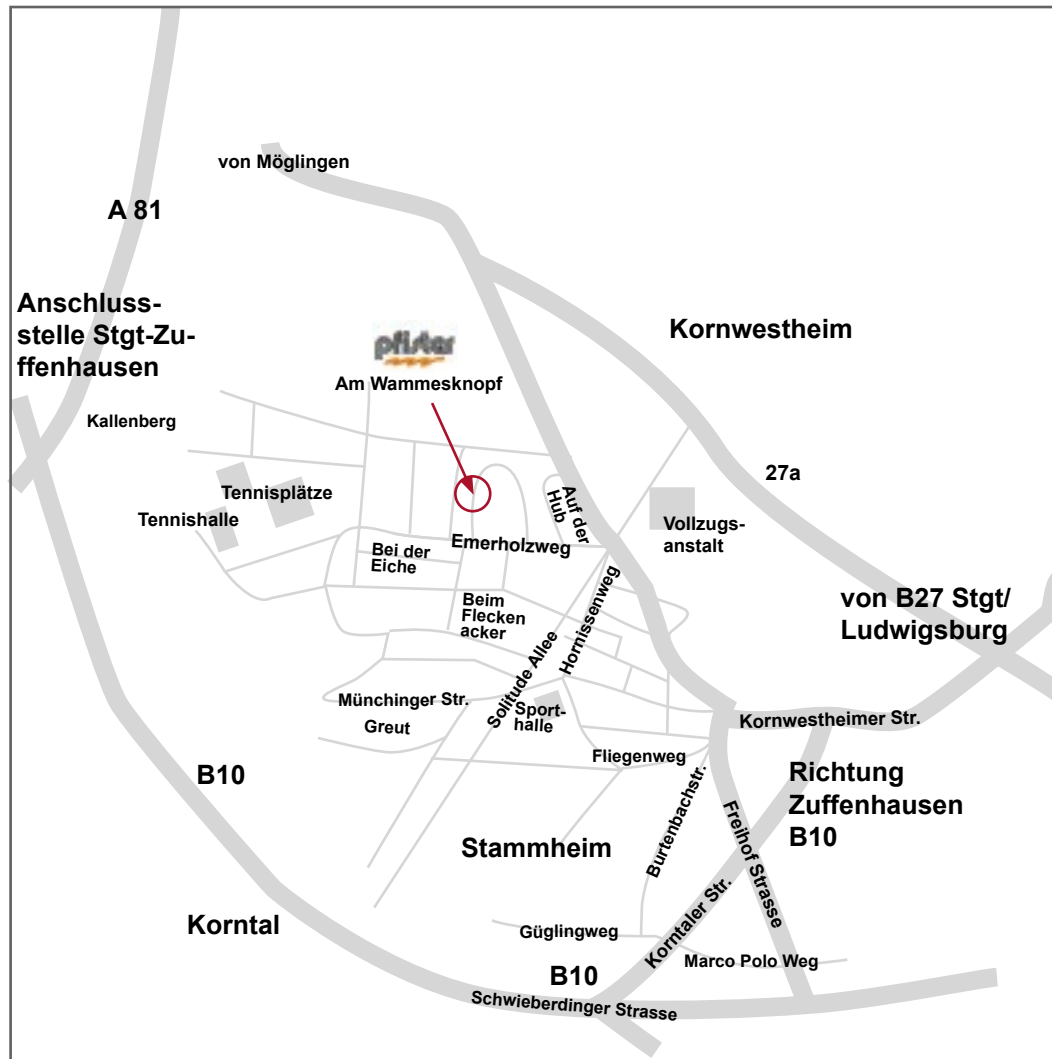 von Möglingen
A 81
Anschluss-
stelle Stgt-Zu-
ffenhausen
Kornwestheim
pfister
Am Wammesknopf
Kallenberg
27a
Tennisplätze
Tennishalle
Auf der
Hub
Vollzugs-
anstalt
Emerholzweg
Bei der
Eiche
von B27 Stgt/
Ludwigsburg
Beim
Flecken
acker
Hornissenweg
Solitude Allee
Münchinger Str.
Greut
Sport-
halle
Kornwestheimer Str.
Fliegenweg
B10
Richtung
Zuffenhausen
B10
Burtenbachstr.
Freihof Strasse
Stammheim
Korntal
Korntaler Str.
Güglingweg
Marco Polo Weg
B10
Schwieberdinger Strasse